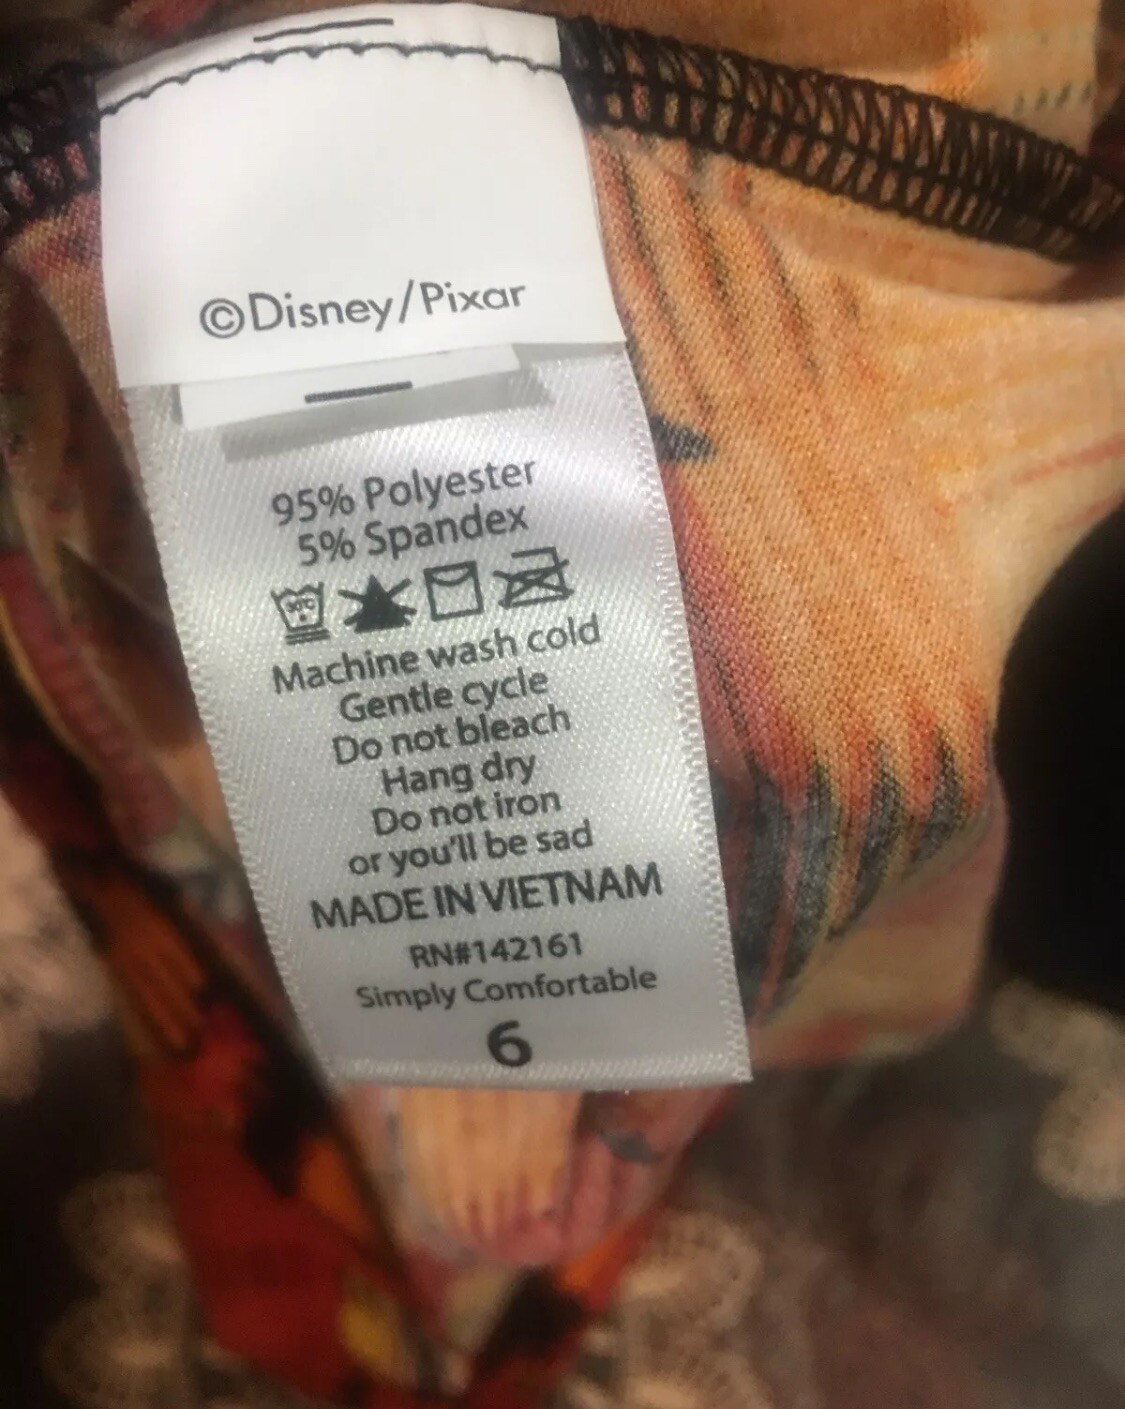 ©Disney/Pixar
95% Polyester
5% Spandex
30°C
Machine wash cold
Gentle cycle
Do not bleach
Hang dry
Do not iron
or you'll be sad
MADE IN VIETNAM
RN#142161
Simply Comfortable
6